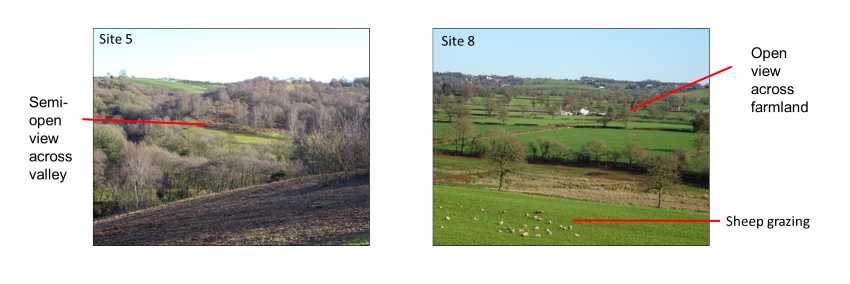 Site 5
Semi-
open
view
across
valley
Site 8
Open
view
across
farmland
Sheep grazing